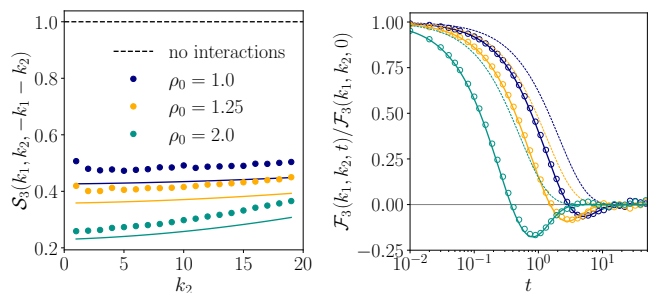 S₃(k₁, k₂, −k₁ − k₂)
1.0
0.8
0.6
0.4
0.2
no interactions
ρ₀ = 1.0
ρ₀ = 1.25
ρ₀ = 2.0
0 5 10 15 20
k₂
F₃(k₁, k₂, t)/F₃(k₁, k₂, 0)
1.00
0.75
0.50
0.25
0.00
−0.25
10⁻² 10⁻¹ 10⁰ 10¹
t